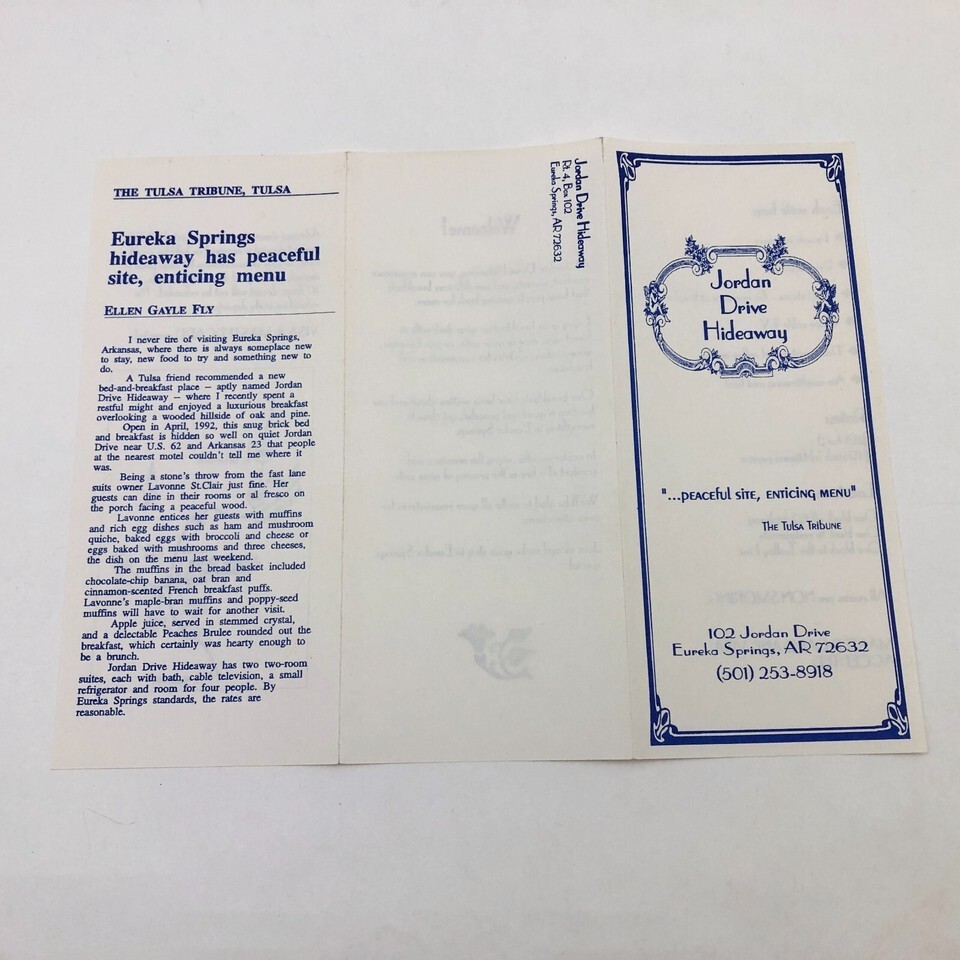 THE TULSA TRIBUNE, TULSA
Eureka Springs
hideaway has peaceful
site, enticing menu
ELLEN GAYLE FLY
I never tire of visiting Eureka Springs,
Arkansas, where there is always someplace new
to stay, new food to try and something new to
do.
A Tulsa friend recommended a new
bed-and-breakfast place — aptly named Jordan
Drive Hideaway — where I recently spent a
restful might and enjoyed a luxurious breakfast
overlooking a wooded hillside of oak and pine.
Open in April, 1992, this snug brick bed
and breakfast is hidden so well on quiet Jordan
Drive near U.S. 62 and Arkansas 23 that people
at the nearest motel couldn't tell me where it
was.
Being a stone's throw from the fast lane
suits owner Lavonne St.Clair just fine. Her
guests can dine in their rooms or al fresco on
the porch facing a peaceful wood.
Lavonne entices her guests with muffins
and rich egg dishes such as ham and mushroom
quiche, baked eggs with broccoli and cheese or
eggs baked with mushrooms and three cheeses,
the dish on the menu last weekend.
The muffins in the bread basket included
chocolate-chip banana, oat bran and
cinnamon-scented French breakfast puffs.
Lavonne's maple-bran muffins and poppy-seed
muffins will have to wait for another visit.
Apple juice, served in stemmed crystal,
and a delectable Peaches Brulee rounded out the
breakfast, which certainly was hearty enough to
be a brunch.
Jordan Drive Hideaway has two two-room
suites, each with bath, cable television, a small
refrigerator and room for four people. By
Eureka Springs standards, the rates are
reasonable.
Jordan Drive Hideaway
Rt. 4, Box 102
Eureka Springs, AR 72632
Jordan
Drive
Hideaway
"...PEACEFUL SITE, ENTICING MENU"
THE TULSA TRIBUNE
102 Jordan Drive
Eureka Springs, AR 72632
(501) 253-8918